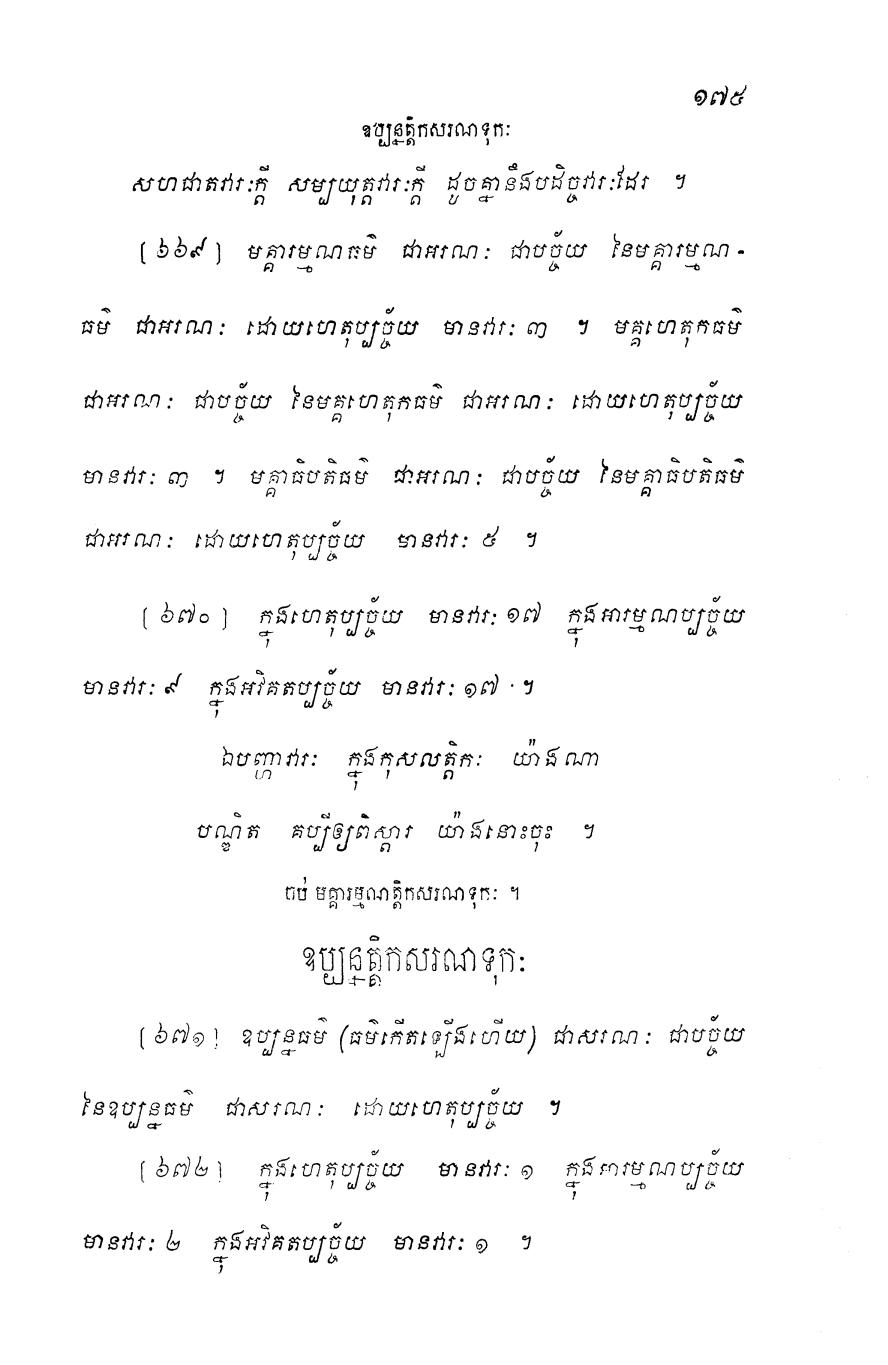 ១៧៥
ឧប្បន្នត្តិកសរណទុកៈ
សហជាតវារៈក្តី សម្បយុត្តវារៈក្តី ដូចគ្នានឹងបដិច្ចវារៈដែរ ។
[៦៦៩] មគ្គារម្មណធម៌ ជាអរណៈ ជាបច្ច័យ នៃមគ្គារម្មណ-
ធម៌ ជាអរណៈ ដោយហេតុប្បច្ច័យ មានវារៈ ៣ ។ មគ្គហេតុកធម៌
ជាអរណៈ ជាបច្ច័យ នៃមគ្គហេតុកធម៌ ជាអរណៈ ដោយហេតុប្បច្ច័យ
មានវារៈ ៣ ។ មគ្គាធិបតិធម៌ ជាអរណៈ ជាបច្ច័យ នៃមគ្គាធិបតិធម៌
ជាអរណៈ ដោយហេតុប្បច្ច័យ មានវារៈ ៥ ។
[៦៧០] ក្នុងហេតុប្បច្ច័យ មានវារៈ ១៧ ក្នុងអារម្មណប្បច្ច័យ
មានវារៈ ៩ ក្នុងអវិគតប្បច្ច័យ មានវារៈ ១៧ ។
ឯបញ្ហាវារៈ ក្នុងកុសលត្តិកៈ យ៉ាងណា
បណ្ឌិត គប្បីឲ្យពិស្តារ យ៉ាងនោះចុះ ។
ចប់ មគ្គារម្មណត្តិកសរណទុកៈ ។
ឧប្បន្នត្តិកសរណទុកៈ
[៦៧១] ឧប្បន្នធម៌ (ធម៌កើតឡើងហើយ) ជាសរណៈ ជាបច្ច័យ
នៃឧប្បន្នធម៌ ជាសរណៈ ដោយហេតុប្បច្ច័យ ។
[៦៧២] ក្នុងហេតុប្បច្ច័យ មានវារៈ ១ ក្នុងអារម្មណប្បច្ច័យ
មានវារៈ ២ ក្នុងអវិគតប្បច្ច័យ មានវារៈ ១ ។